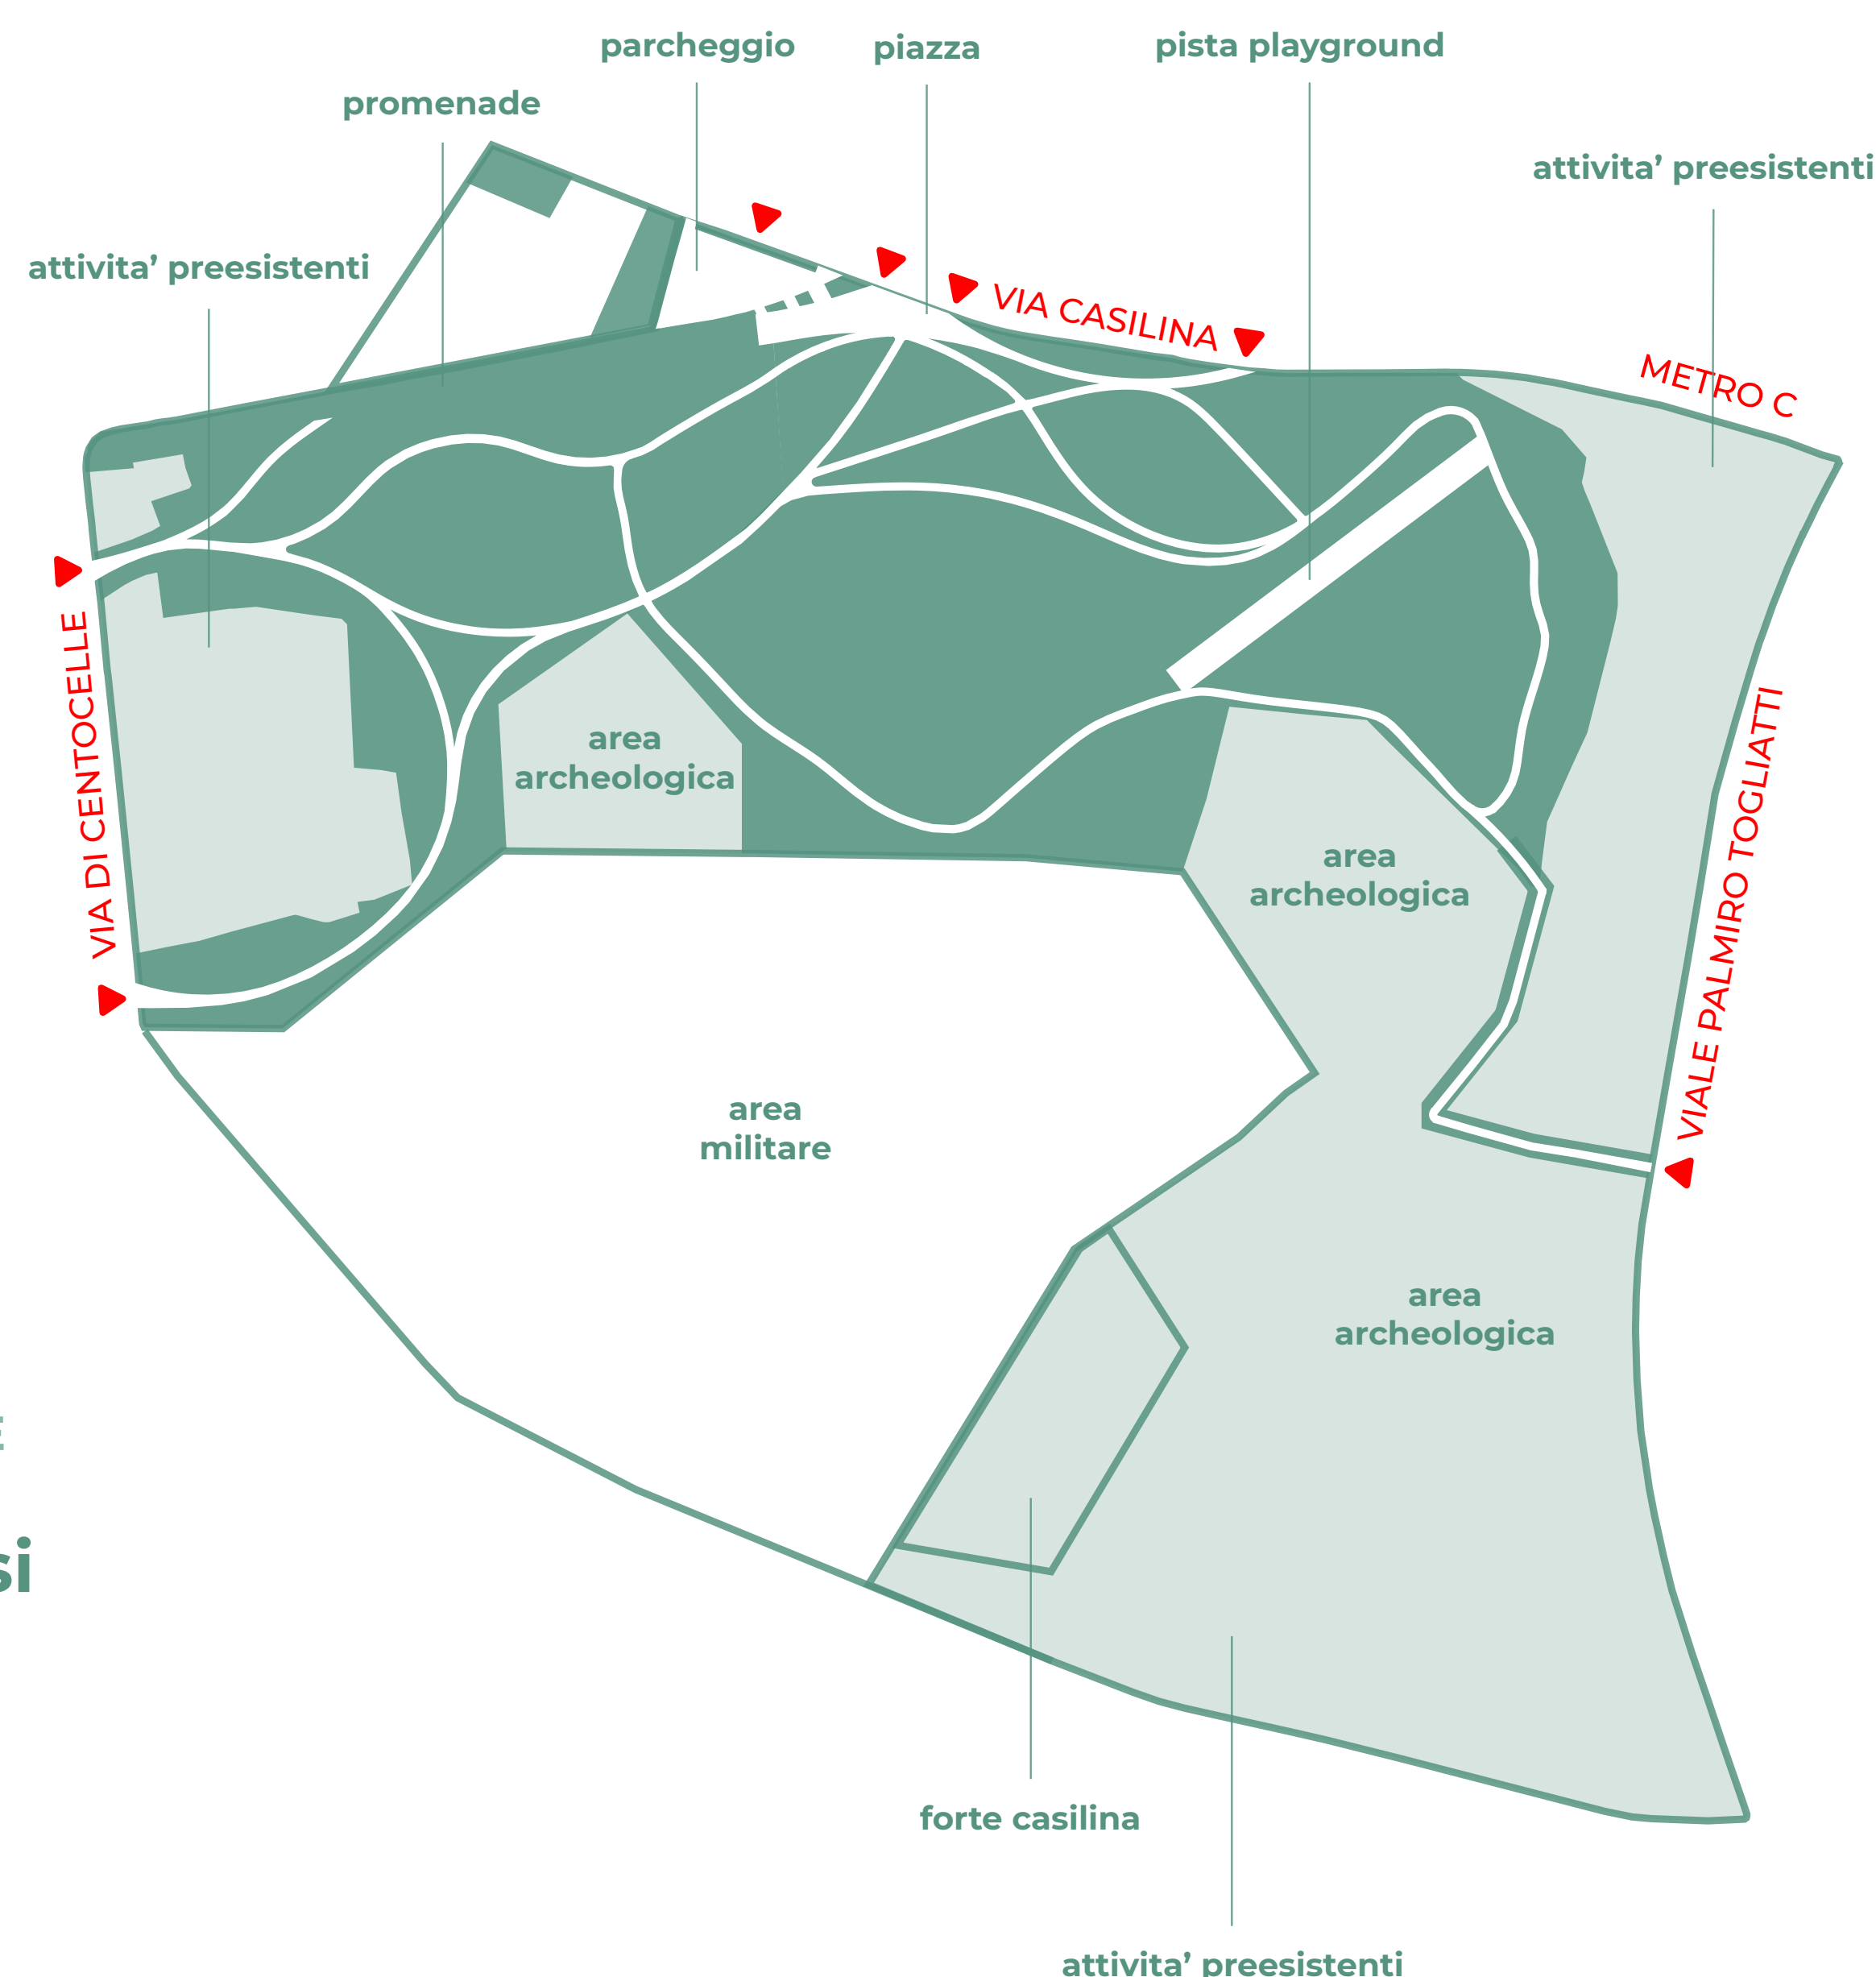 parcheggio
piazza
pista playground
promenade
attivita’ preesistenti
attivita’ preesistenti
VIA CASILINA
METRO C
VIA DI CENTOCELLE
area
archeologica
VIALE PALMIRO TOGLIATTI
area
archeologica
area
militare
area
archeologica
si
forte casilina
attivita’ preesistenti